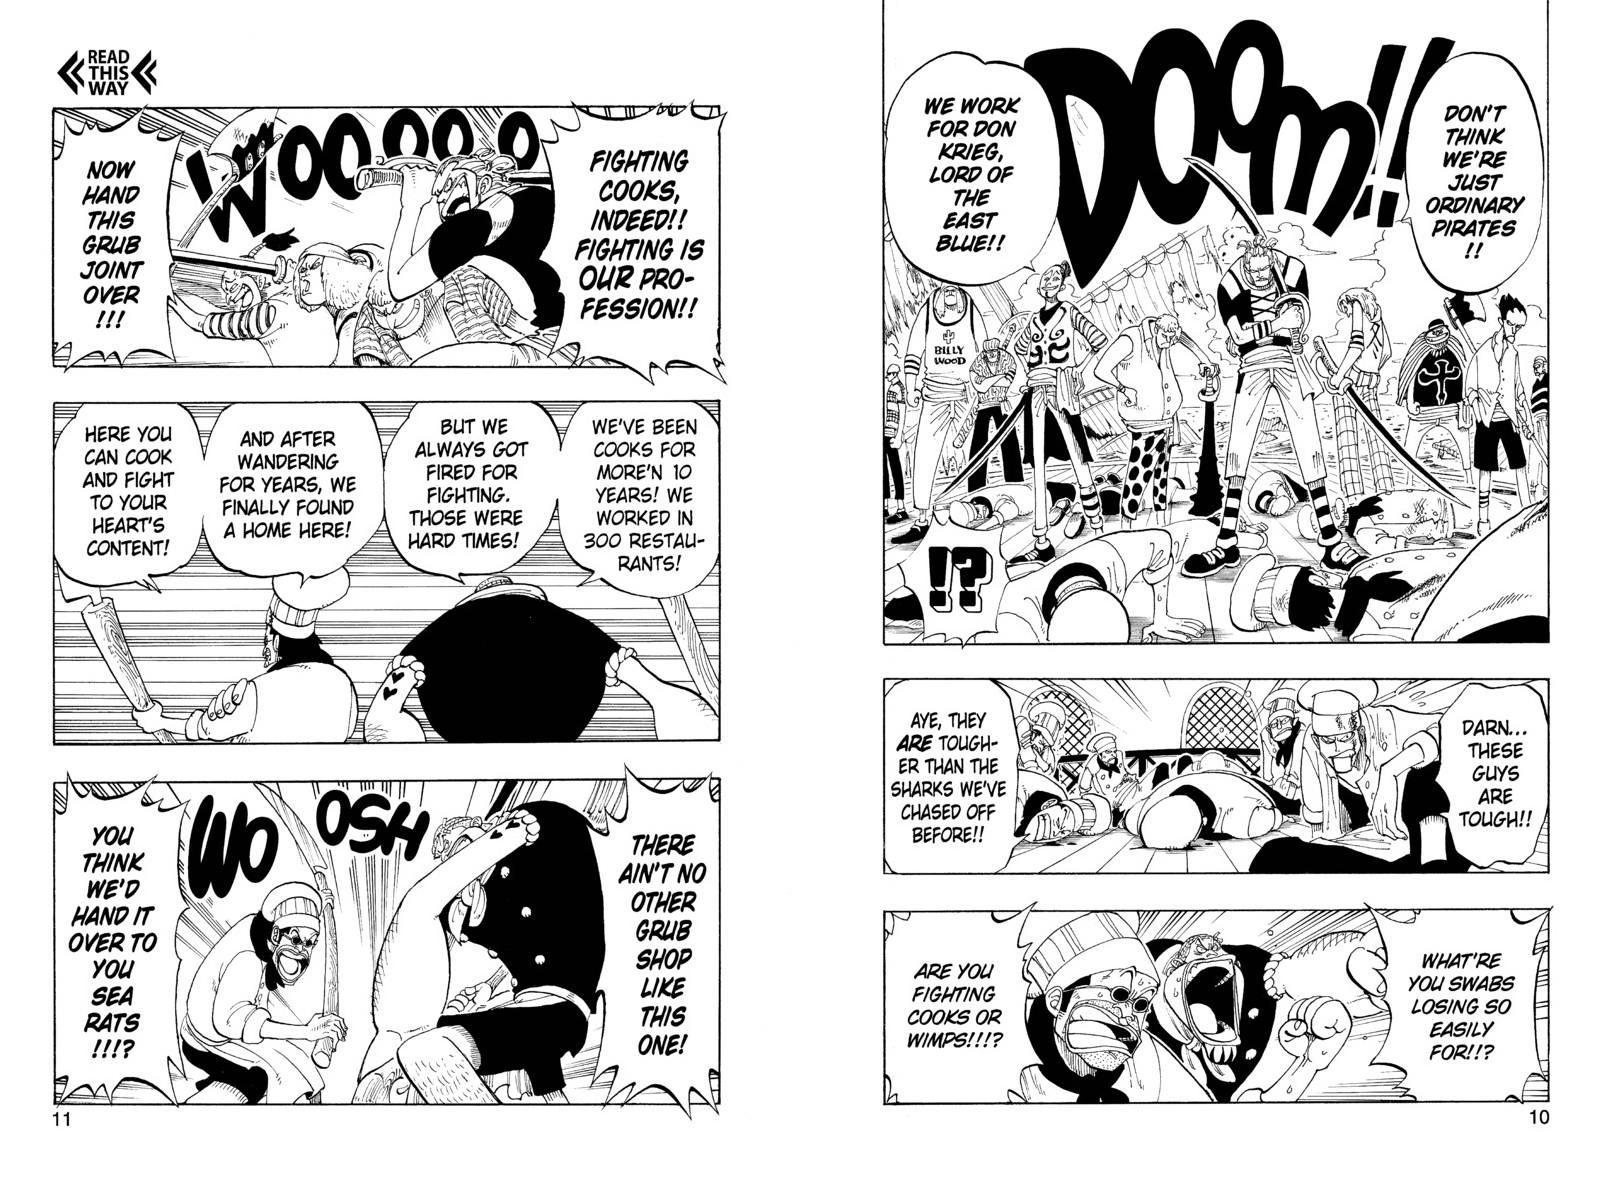 DON'T
THINK
WE'RE
JUST
ORDINARY
PIRATES
!!
DOOM!!
WE WORK
FOR DON
KRIEG,
LORD OF
THE
EAST
BLUE!!
BILLY
WOOD
!?
DARN...
THESE
GUYS
ARE
TOUGH!!
AYE, THEY
ARE TOUGH-
ER THAN THE
SHARKS WE'VE
CHASED OFF
BEFORE!!
WHAT'RE
YOU SWABS
LOSING SO
EASILY
FOR!!?
ARE YOU
FIGHTING
COOKS OR
WIMPS!!!?
10
READ
THIS
WAY
FIGHTING
COOKS,
INDEED!!
FIGHTING IS
OUR PRO-
FESSION!!
WOOOOO
NOW
HAND
THIS
GRUB
JOINT
OVER
!!!
WE'VE BEEN
COOKS FOR
MORE'N 10
YEARS! WE
WORKED IN
300 RESTAU-
RANTS!
BUT WE
ALWAYS GOT
FIRED FOR
FIGHTING.
THOSE WERE
HARD TIMES!
AND AFTER
WANDERING
FOR YEARS, WE
FINALLY FOUND
A HOME HERE!
HERE YOU
CAN COOK
AND FIGHT
TO YOUR
HEART'S
CONTENT!
THERE
AIN'T NO
OTHER
GRUB
SHOP
LIKE
THIS
ONE!
WOOSH
YOU
THINK
WE'D
HAND IT
OVER TO
YOU
SEA
RATS
!!!?
11